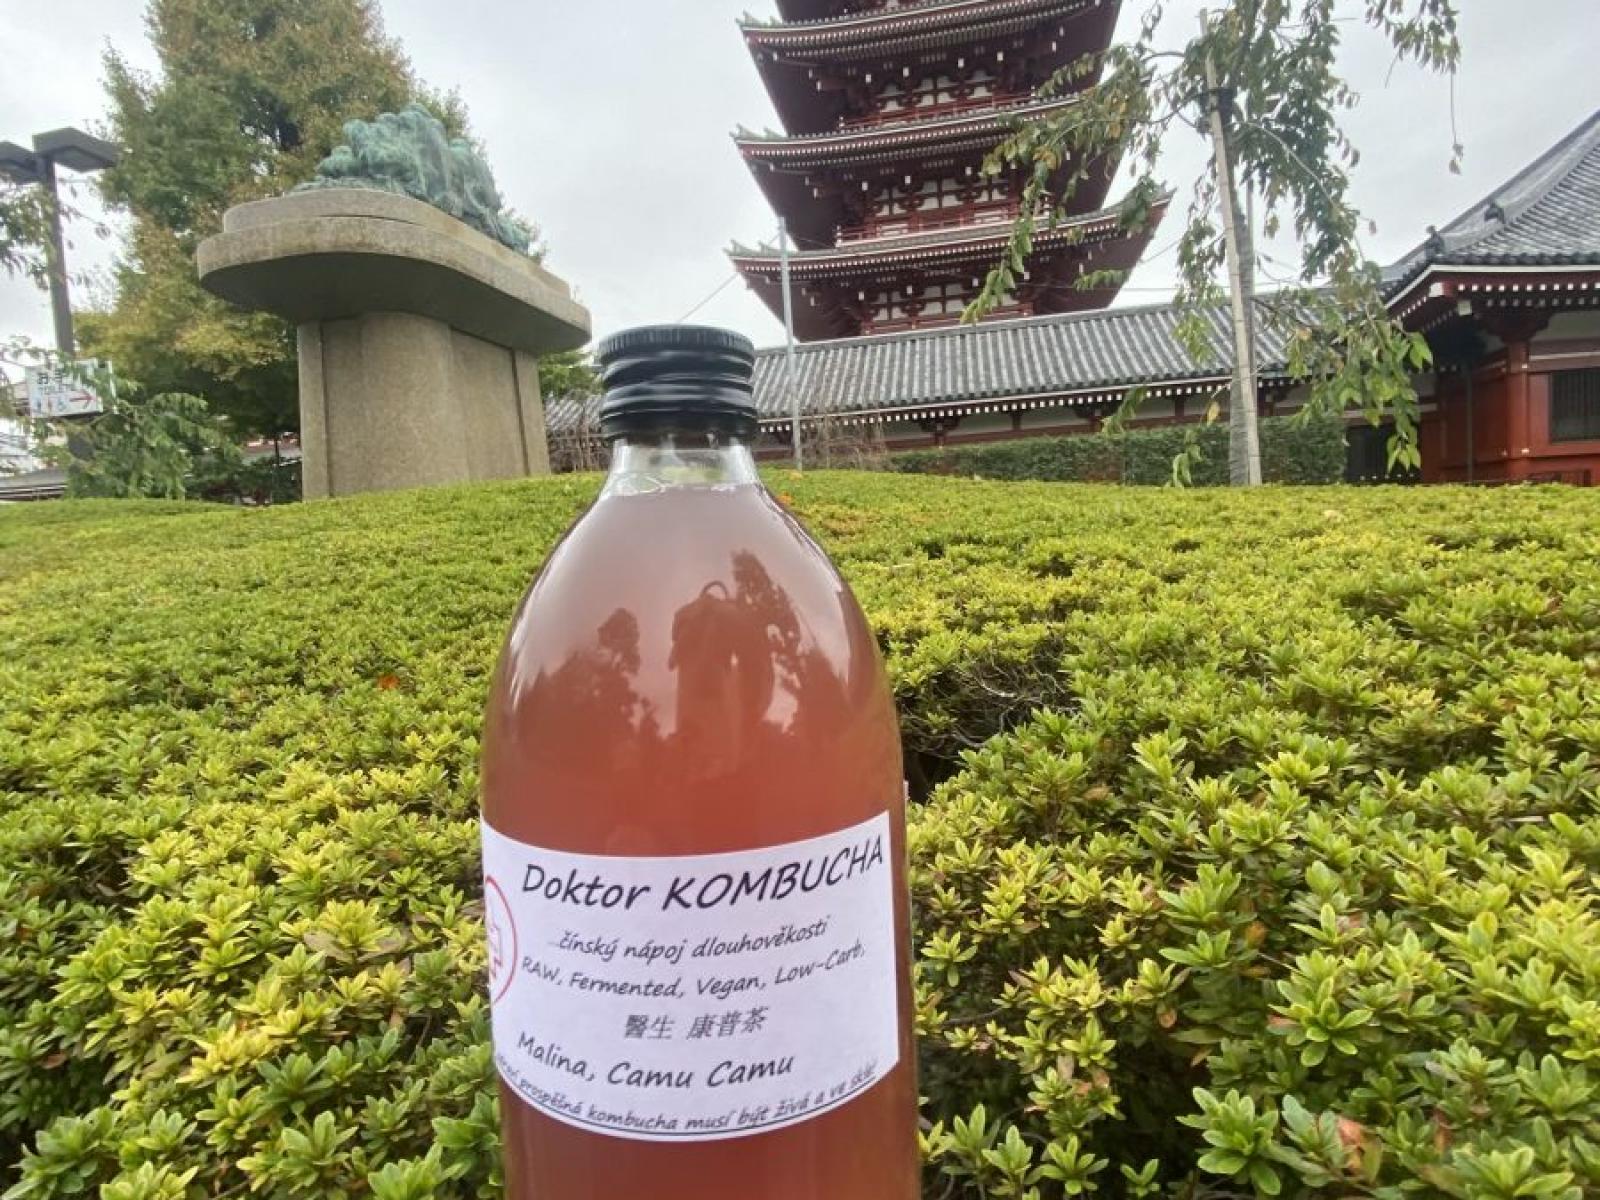 Doktor KOMBUCHA
čínský nápoj dlouhověkosti
RAW, Fermented, Vegan, Low-Carb,
醫生 康普茶
Malina, Camu Camu
prospěšná kombucha musí být živá a ve skle